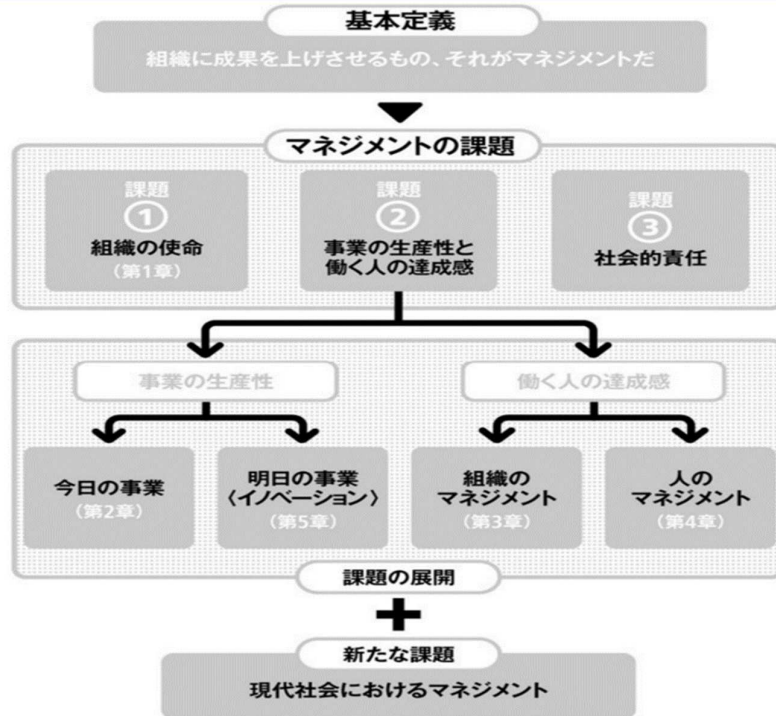 基本定義
組織に成果を上げさせるもの、それがマネジメントだ
マネジメントの課題
課題
①
組織の使命
(第1章)
課題
②
事業の生産性と
働く人の達成感
課題
③
社会的責任
事業の生産性
働く人の達成感
今日の事業
(第2章)
明日の事業
〈イノベーション〉
(第5章)
組織の
マネジメント
(第3章)
人の
マネジメント
(第4章)
課題の展開
+
新たな課題
現代社会におけるマネジメント